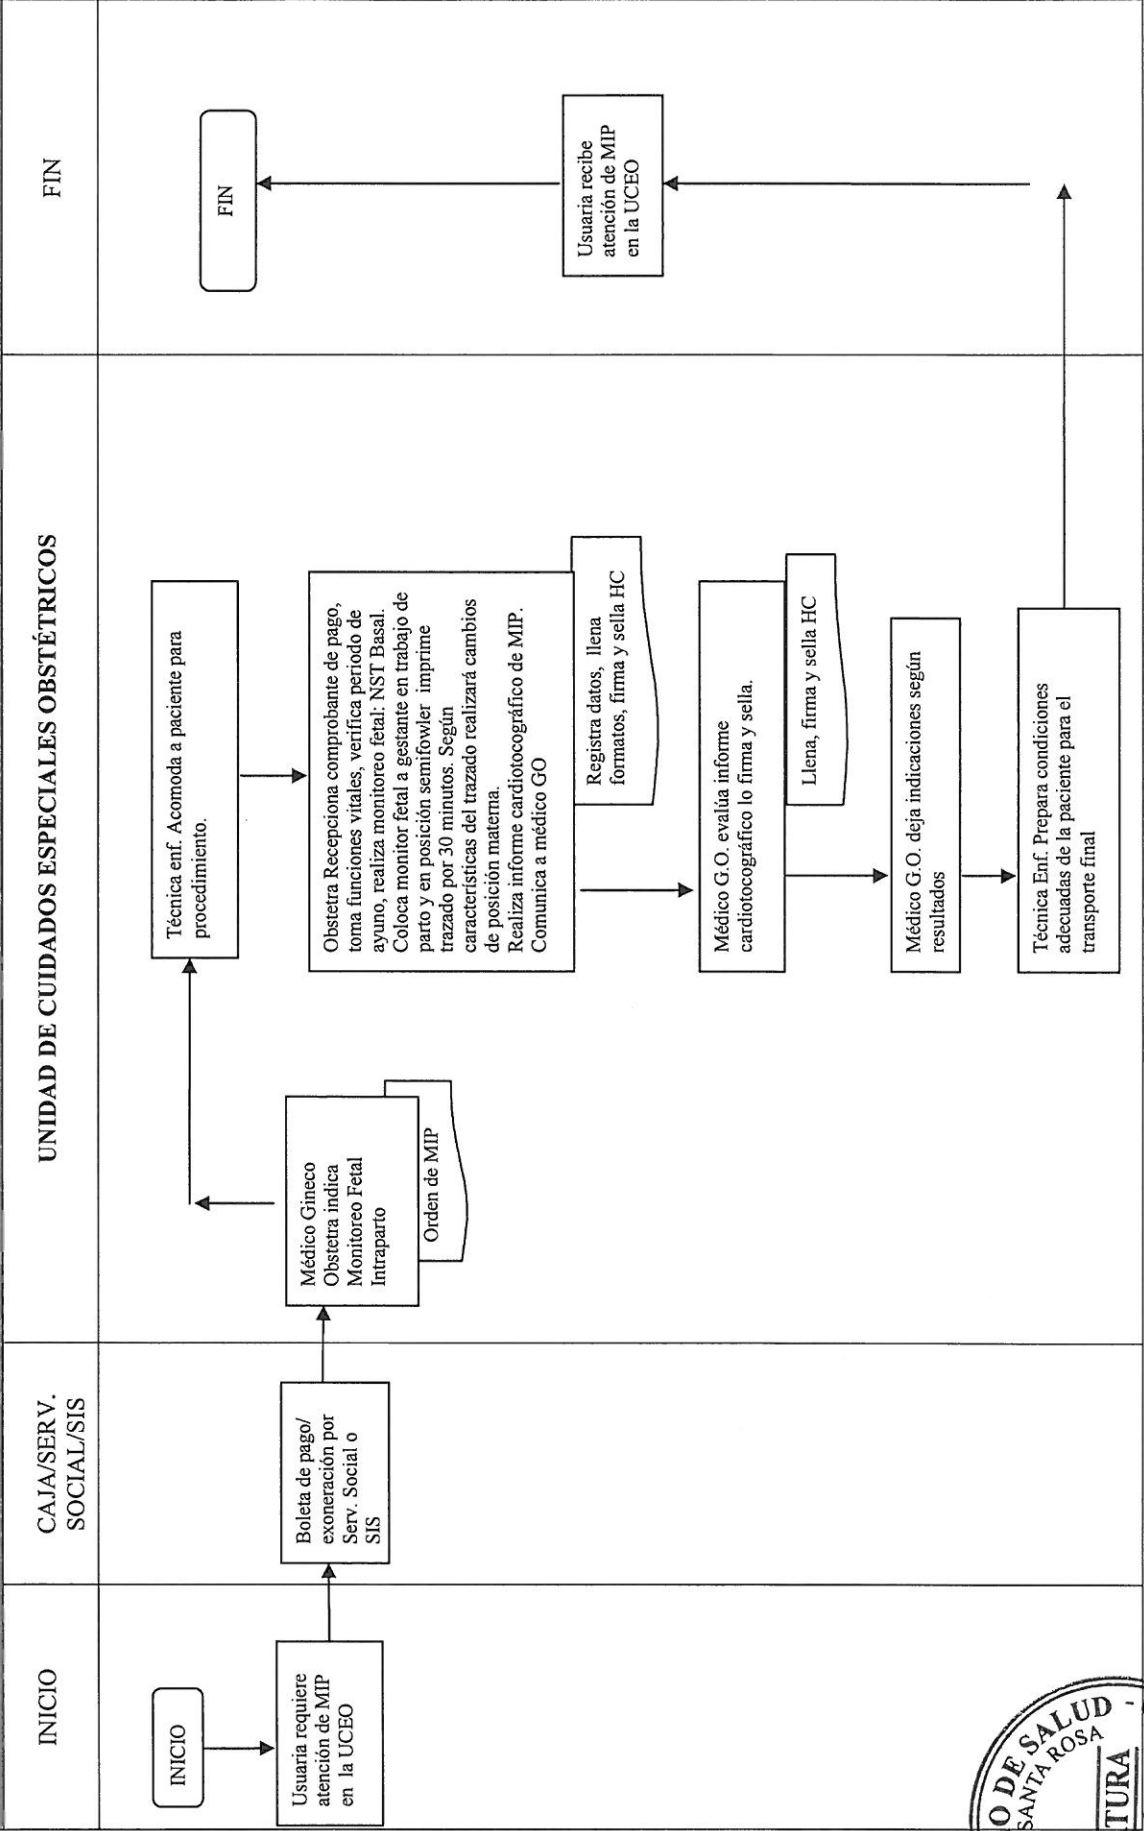 INICIO
CAJA/SERV.
SOCIAL/SIS
UNIDAD DE CUIDADOS ESPECIALES OBSTÉTRICOS
FIN
INICIO
Usuaria requiere
atención de MIP
en la UCEO
Boleta de pago/
exoneración por
Serv. Social o
SIS
Médico Gineco
Obstetra indica
Monitoreo Fetal
Intraparto
Orden de MIP
Técnica enf. Acomoda a paciente para
procedimiento.
Obstetra Recepciona comprobante de pago,
toma funciones vitales, verifica periodo de
ayuno, realiza monitoreo fetal: NST Basal.
Coloca monitor fetal a gestante en trabajo de
parto y en posición semifowler imprime
trazado por 30 minutos. Según
características del trazado realizará cambios
de posición materna.
Realiza informe cardiotocográfico de MIP.
Comunica a médico GO
Registra datos, llena
formatos, firma y sella HC
Médico G.O. evalúa informe
cardiotocográfico lo firma y sella.
Llena, firma y sella HC
Médico G.O. deja indicaciones según
resultados
Técnica Enf. Prepara condiciones
adecuadas de la paciente para el
transporte final
Usuaria recibe
atención de MIP
en la UCEO
FIN
O DE SALUD -
SANTA ROSA
TURA